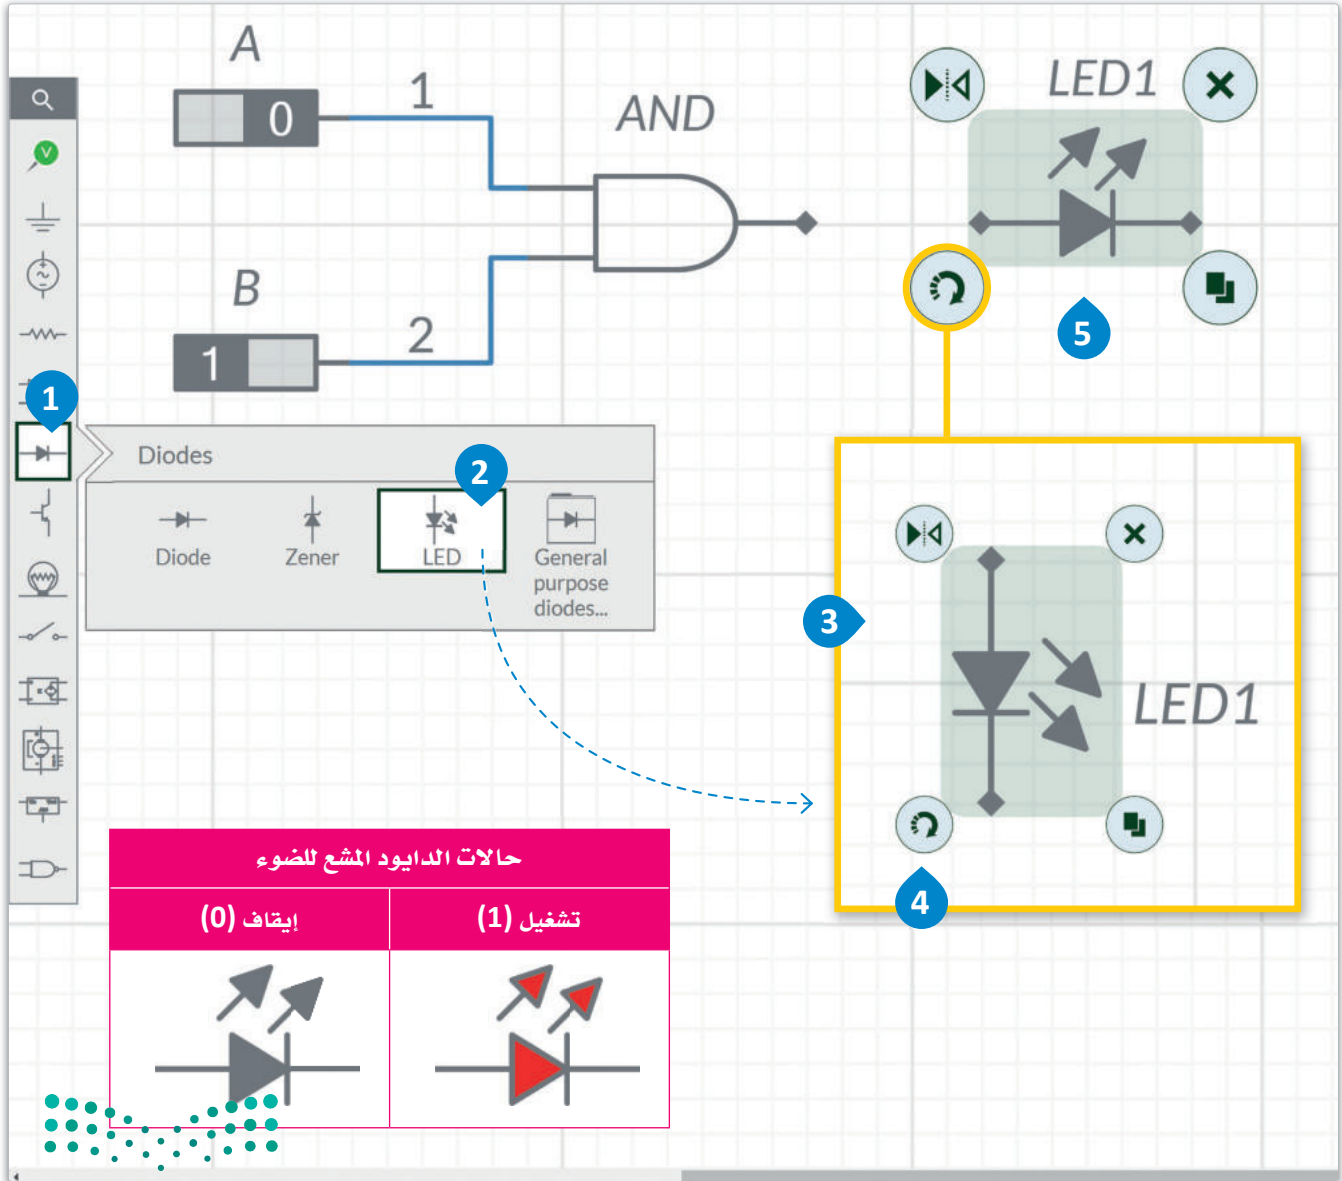 A
0
1
AND
LED1
B
1
2
5
1
Diodes
2
Diode
Zener
LED
General
purpose
diodes...
3
LED1
4
V
حالات الدايود المشع للضوء
تشغيل (1)
إيقاف (0)